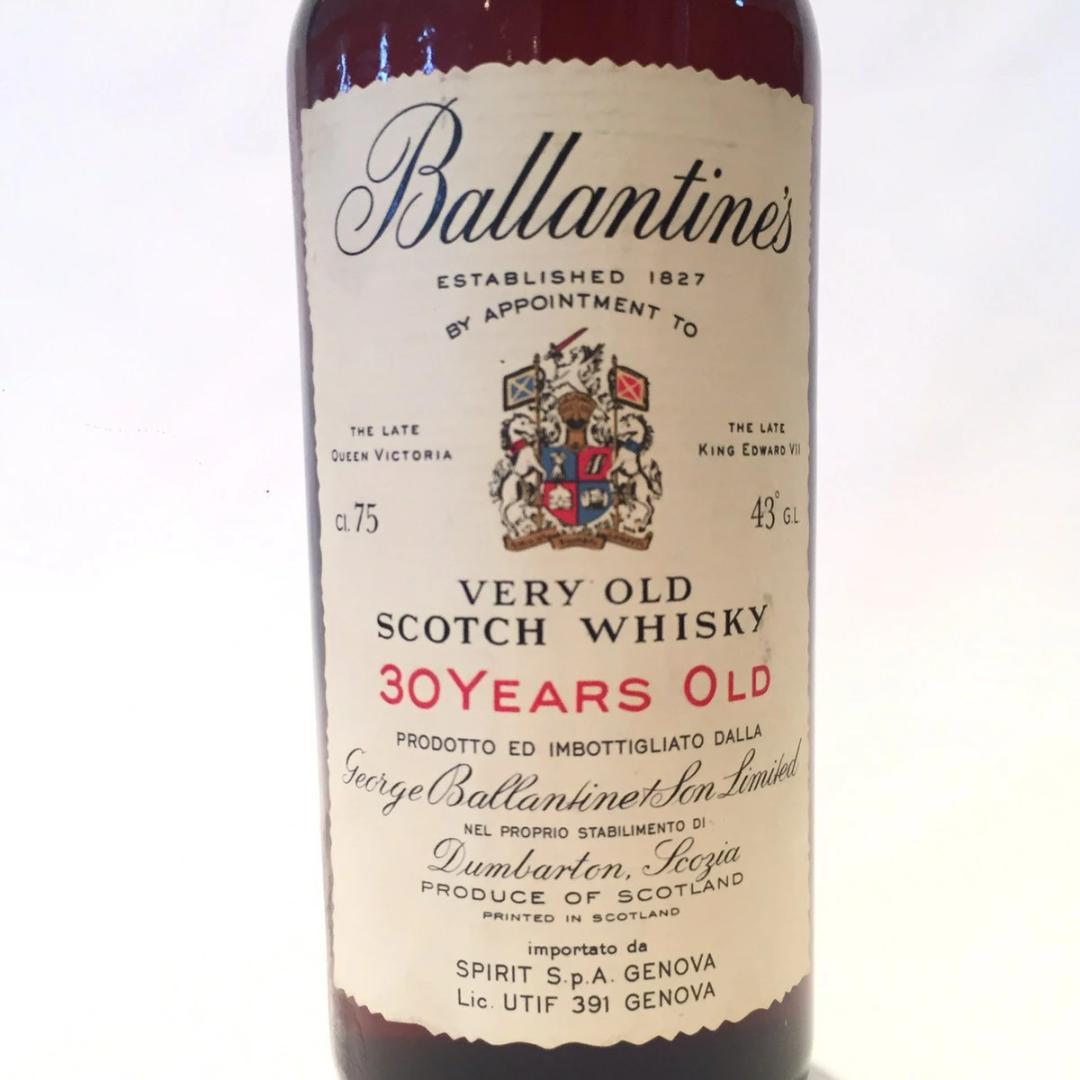 Ballantine's
ESTABLISHED 1827
BY APPOINTMENT TO
THE LATE
QUEEN VICTORIA
THE LATE
KING EDWARD VII
Cl. 75
43° G.L
VERY OLD
SCOTCH WHISKY
30 YEARS OLD
PRODOTTO ED IMBOTTIGLIATO DALLA
George Ballantine & Son Limited
NEL PROPRIO STABILIMENTO DI
Dumbarton, Scozia
PRODUCE OF SCOTLAND
PRINTED IN SCOTLAND
importato da
SPIRIT S.p.A. GENOVA
Lic. UTIF 391 GENOVA